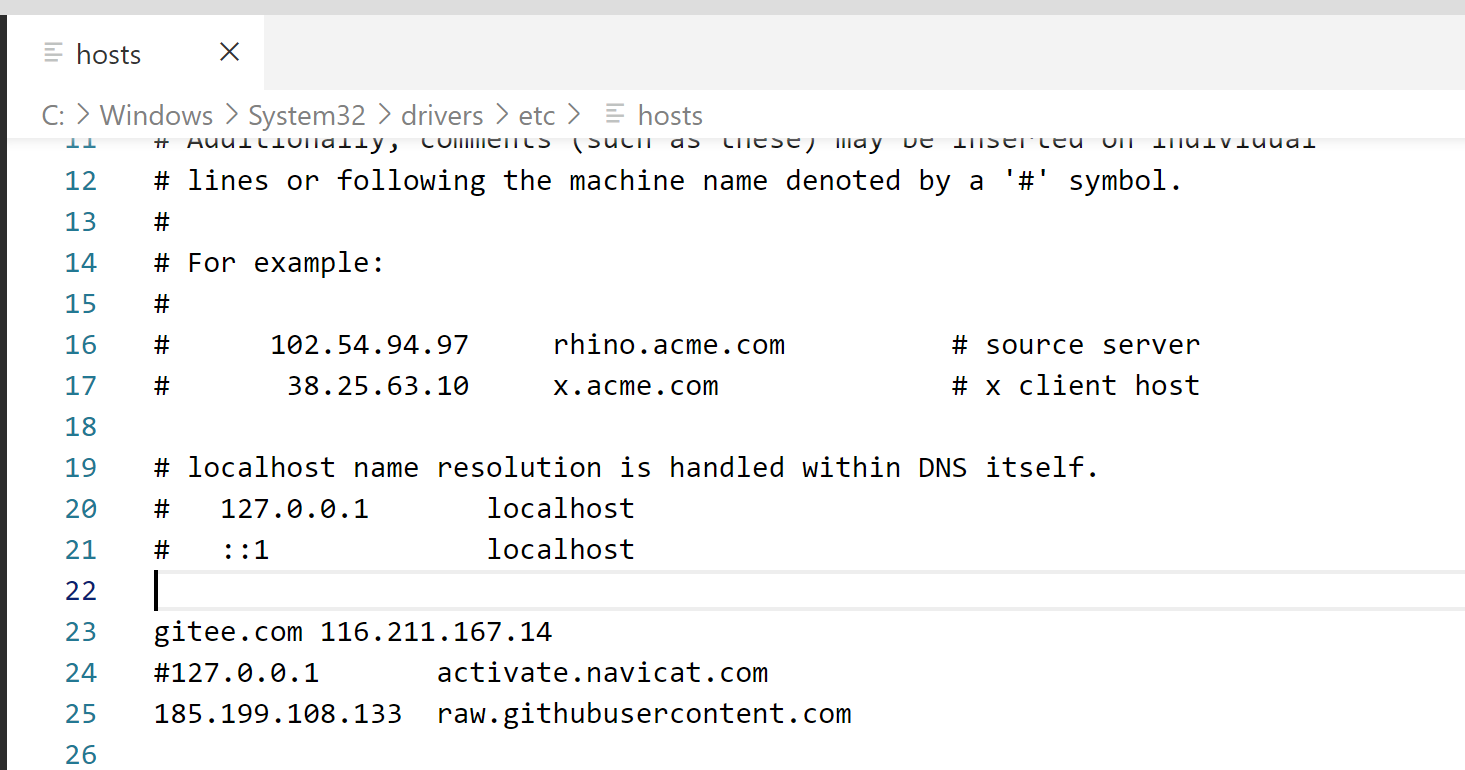 hosts
C: > Windows > System32 > drivers > etc > hosts
11 # Additionally, comments (such as these) may be inserted on individual
12 # lines or following the machine name denoted by a '#' symbol.
13 #
14 # For example:
15 #
16 #      102.54.94.97     rhino.acme.com          # source server
17 #       38.25.63.10     x.acme.com              # x client host
18
19 # localhost name resolution is handled within DNS itself.
20 #   127.0.0.1       localhost
21 #   ::1             localhost
22
23 gitee.com 116.211.167.14
24 #127.0.0.1       activate.navicat.com
25 185.199.108.133  raw.githubusercontent.com
26